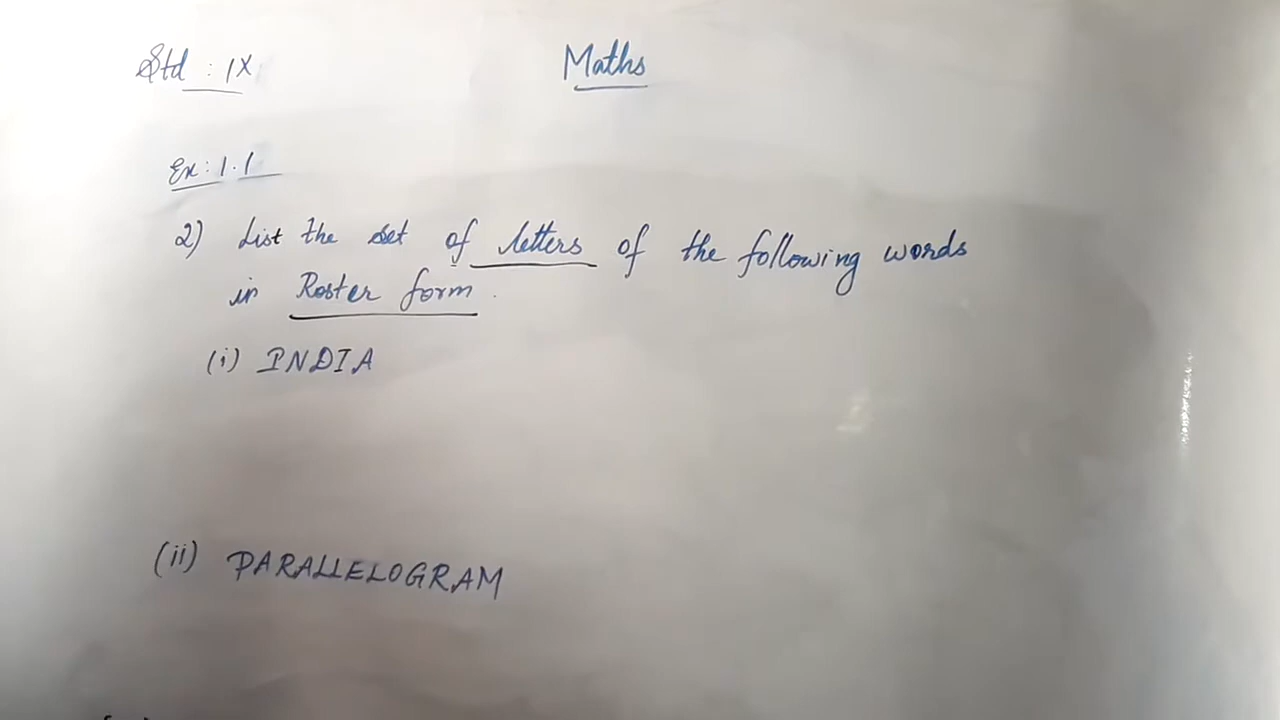 Std : IX
Maths
Ex: 1.1
2) List the set of letters of the following words
in Roster form.
(i) INDIA
(ii) PARALLELOGRAM